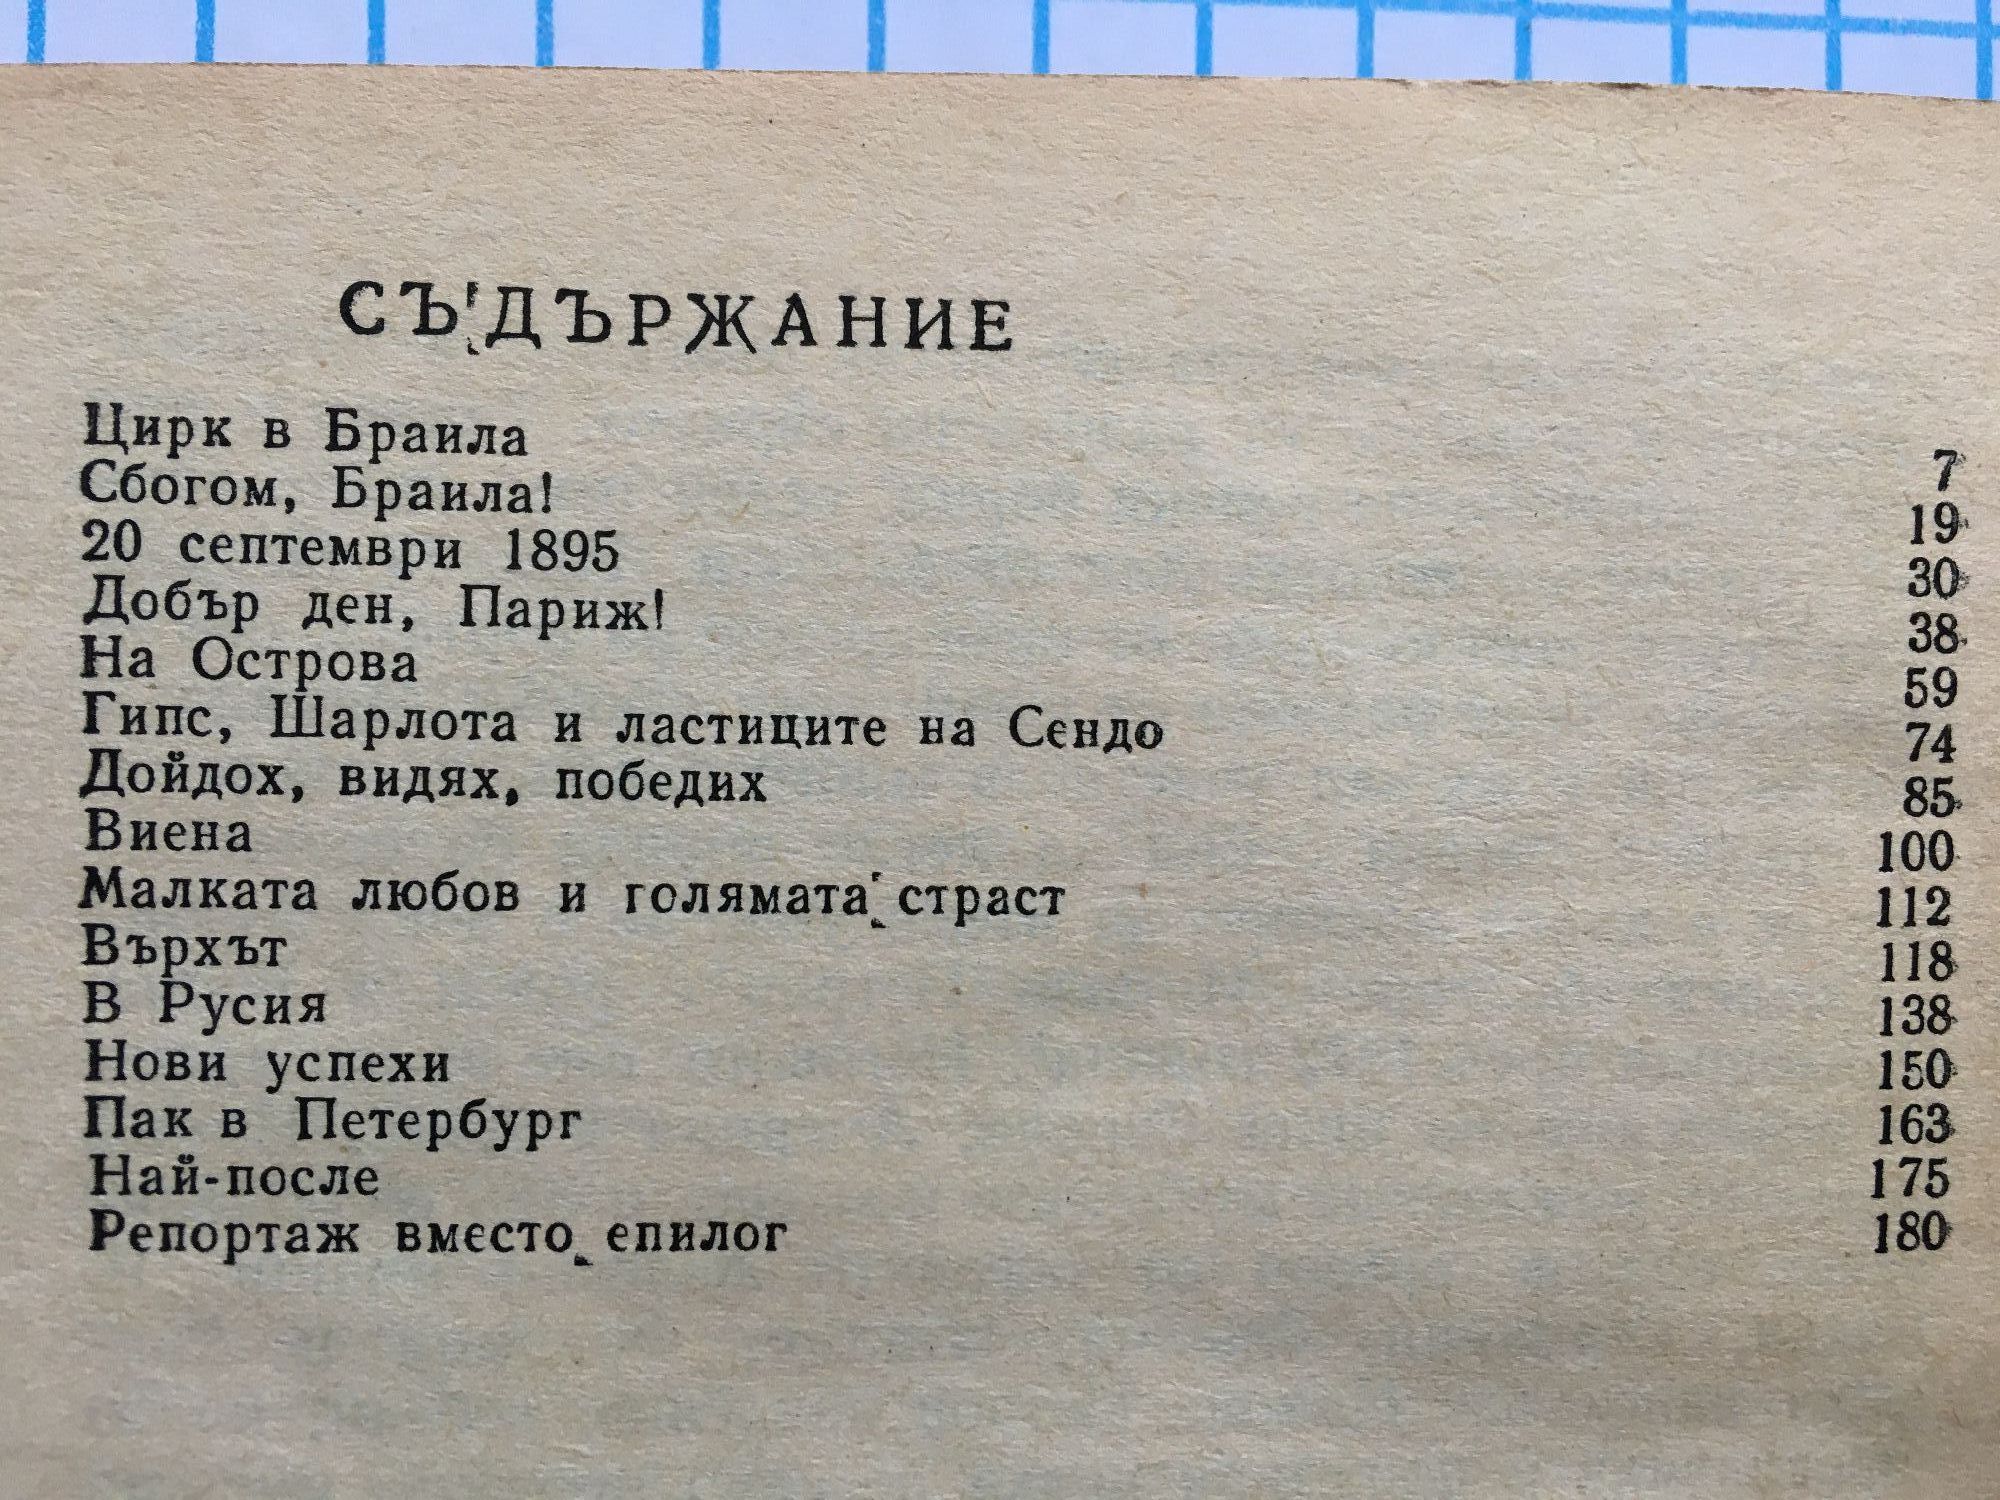 СЪДЪРЖАНИЕ
Цирк в Браила 7
Сбогом, Браила! 19
20 септември 1895 30
Добър ден, Париж! 38
На Острова 59
Гипс, Шарлота и ластиците на Сендо 74
Дойдох, видях, победих 85
Виена 100
Малката любов и голямата страст 112
Върхът 118
В Русия 138
Нови успехи 150
Пак в Петербург 163
Най-после 175
Репортаж вместо епилог 180